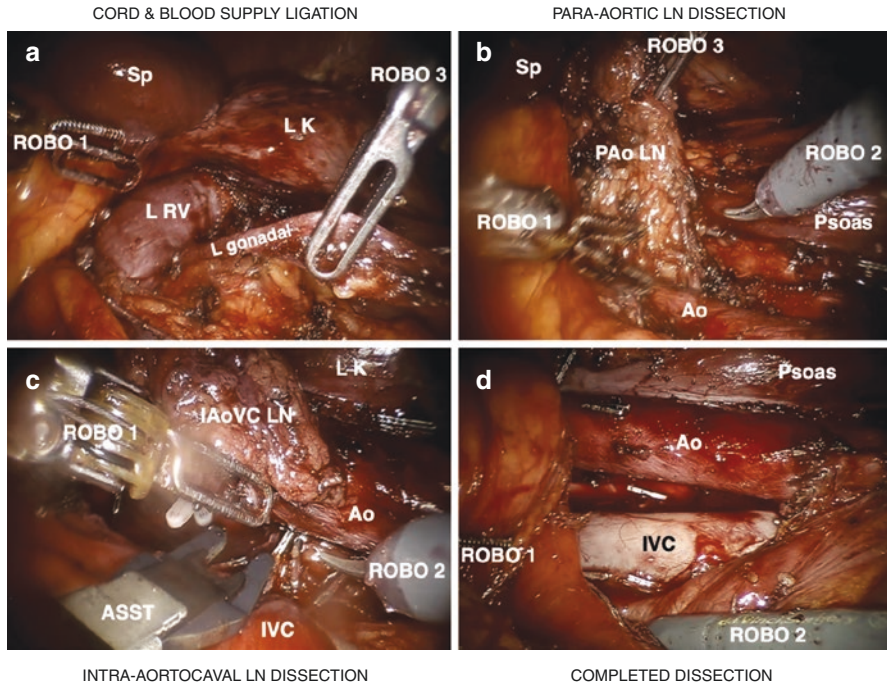 CORD & BLOOD SUPPLY LIGATION
PARA-AORTIC LN DISSECTION
a
Sp
ROBO 3
ROBO 1
L K
L RV
L gonadal
b
Sp
ROBO 3
PAo LN
ROBO 2
ROBO 1
Psoas
Ao
c
L K
IAoVC LN
ROBO 1
Ao
ROBO 2
ASST
IVC
d
Psoas
Ao
IVC
ROBO 1
ROBO 2
INTRA-AORTOCAVAL LN DISSECTION
COMPLETED DISSECTION